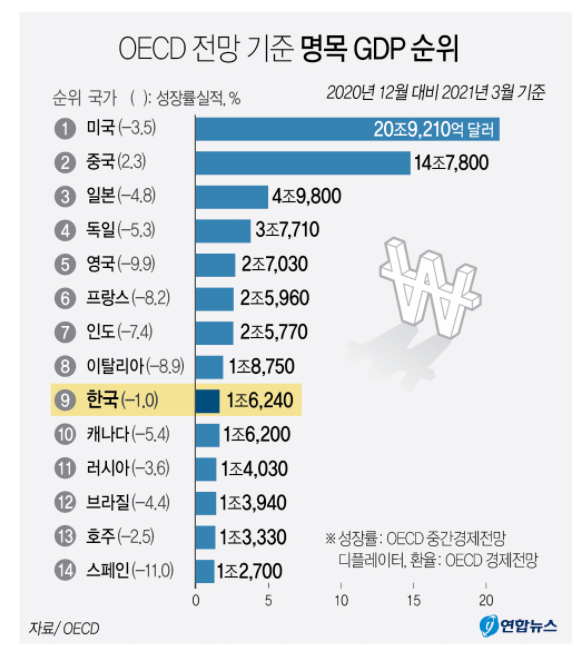 OECD 전망 기준 명목 GDP 순위
순위 국가 ( ): 성장률실적, %
2020년 12월 대비 2021년 3월 기준
1 미국(−3.5) 20조9,210억 달러
2 중국(2.3) 14조7,800
3 일본(−4.8) 4조9,800
4 독일(−5.3) 3조7,710
5 영국(−9.9) 2조7,030
6 프랑스(−8.2) 2조5,960
7 인도(−7.4) 2조5,770
8 이탈리아(−8.9) 1조8,750
9 한국(−1.0) 1조6,240
10 캐나다(−5.4) 1조6,200
11 러시아(−3.6) 1조4,030
12 브라질(−4.4) 1조3,940
13 호주(−2.5) 1조3,330
14 스페인(−11.0) 1조2,700
※ 성장률 : OECD 중간경제전망
디플레이터, 환율 : OECD 경제전망
0 5 10 15 20
자료/ OECD
연합뉴스